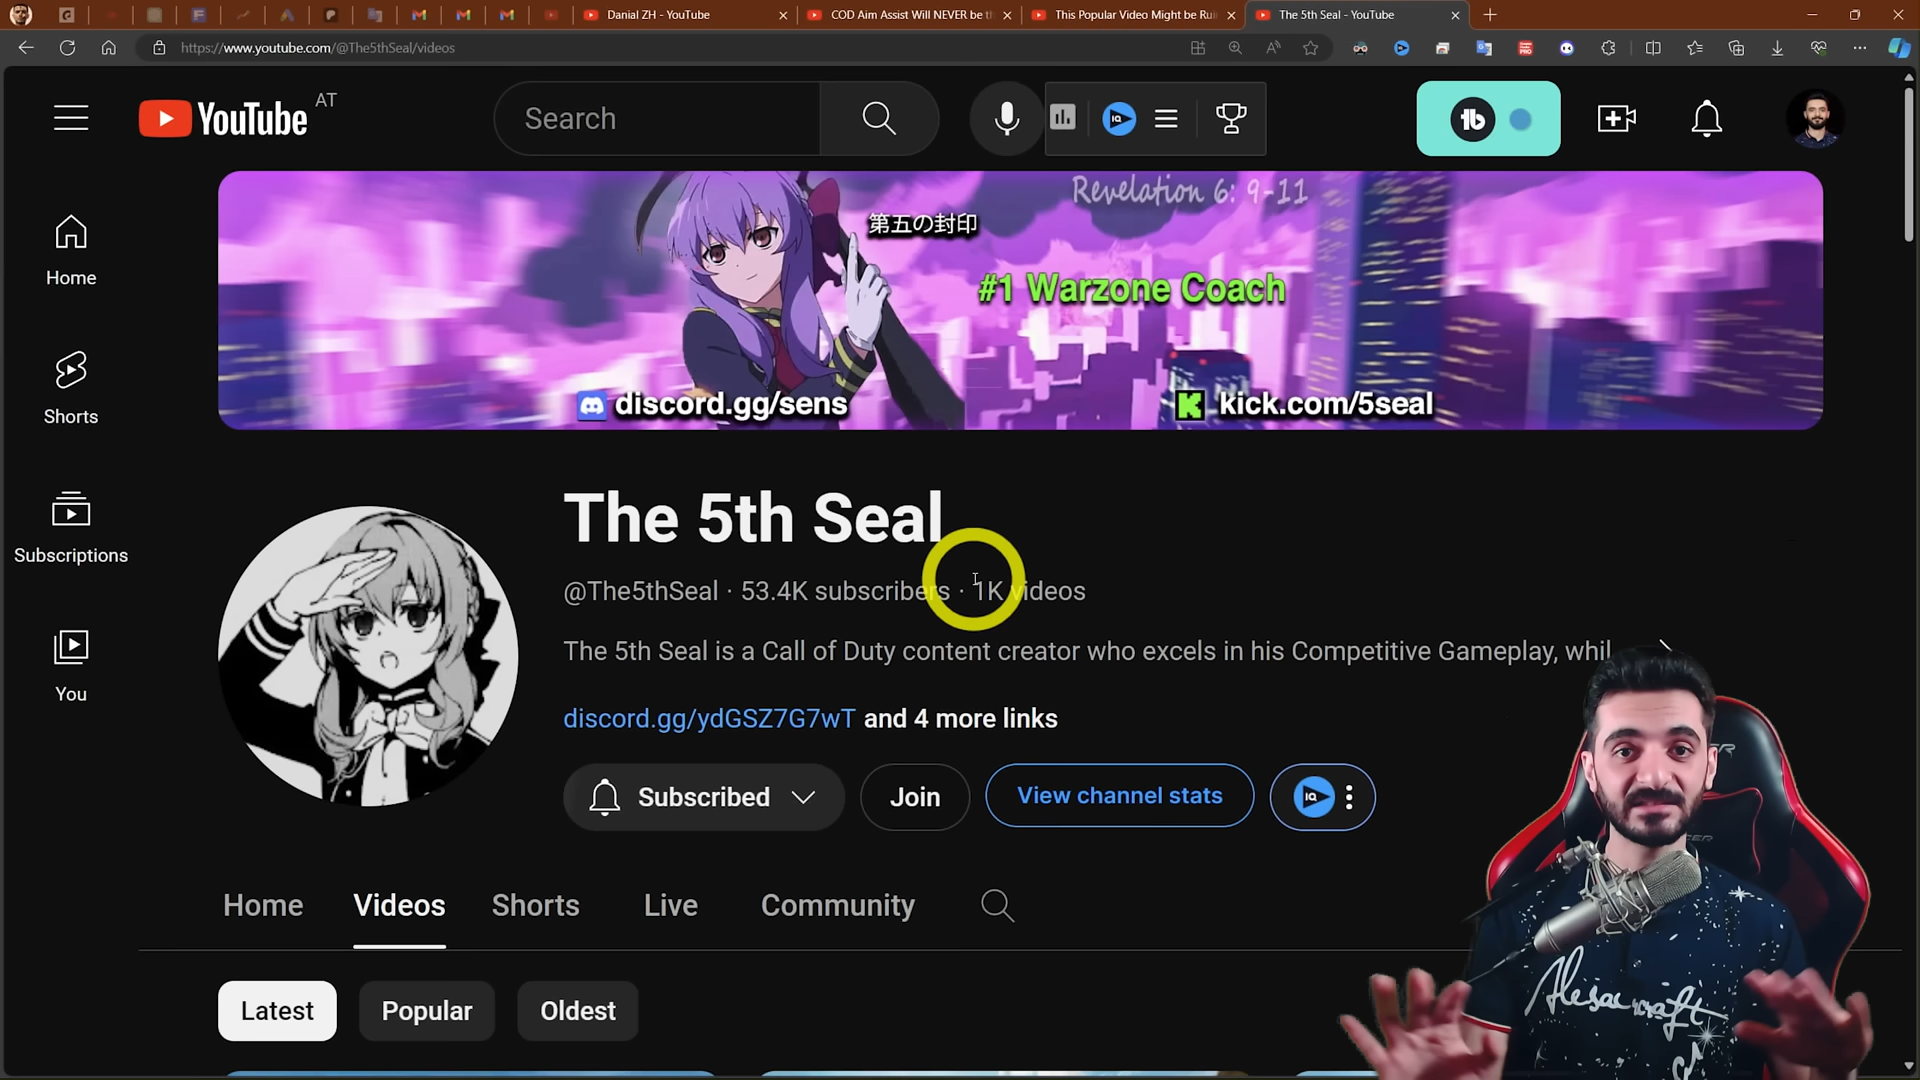 Danial ZH - YouTube
COD Aim Assist Will NEVER be th
This Popular Video Might be Rui
The 5th Seal - YouTube
https://www.youtube.com/@The5thSeal/videos
YouTube AT
Search
Home
Shorts
Subscriptions
You
Revelation 6: 9-11
第五の封印
#1 Warzone Coach
discord.gg/sens
kick.com/5seal
The 5th Seal
@The5thSeal · 53.4K subscribers · 1K videos
The 5th Seal is a Call of Duty content creator who excels in his Competitive Gameplay, whil
discord.gg/ydGSZ7G7wT and 4 more links
Subscribed
Join
View channel stats
IQ
Home
Videos
Shorts
Live
Community
Latest
Popular
Oldest